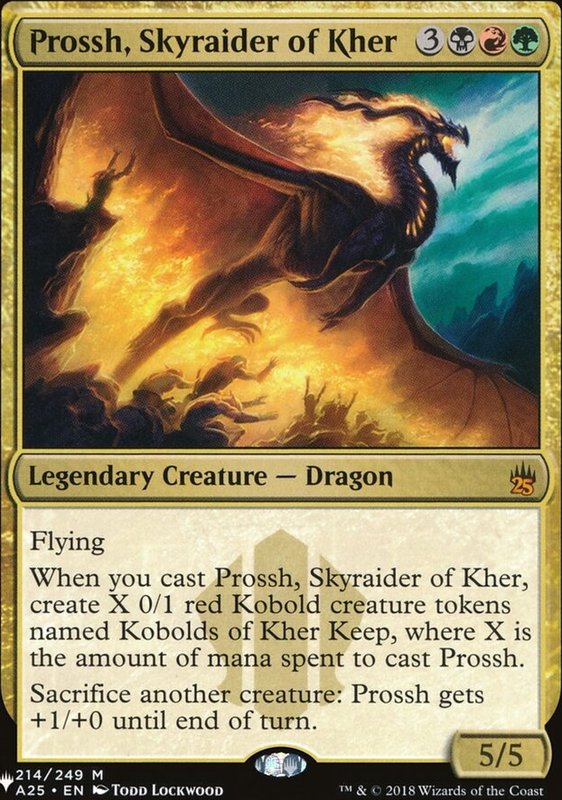 Prossh, Skyraider of Kher 3
25
Legendary Creature — Dragon
Flying
When you cast Prossh, Skyraider of Kher,
create X 0/1 red Kobold creature tokens
named Kobolds of Kher Keep, where X is
the amount of mana spent to cast Prossh.
Sacrifice another creature: Prossh gets
+1/+0 until end of turn.
5/5
214/249 M
A25 • EN Todd Lockwood
™ & © 2018 Wizards of the Coast